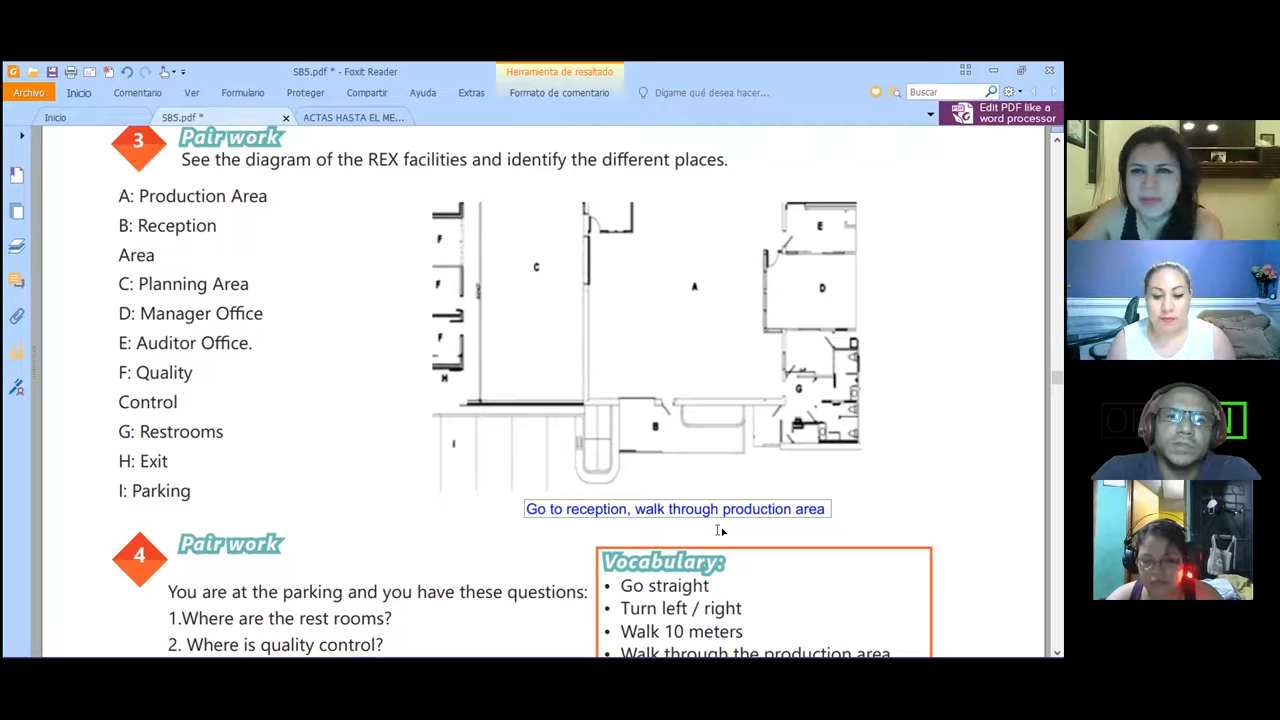 SB5.pdf * - Foxit Reader
Herramienta de resaltado
Archivo Inicio Comentario Ver Formulario Proteger Compartir Ayuda Extras Formato de comentario Dígame qué desea hacer... Buscar
Inicio SB5.pdf * ACTAS HASTA EL ME...
Edit PDF like a
word processor
3 Pair work
See the diagram of the REX facilities and identify the different places.
A: Production Area
B: Reception
Area
C: Planning Area
D: Manager Office
E: Auditor Office.
F: Quality
Control
G: Restrooms
H: Exit
I: Parking
F
F
F
H
I
C
A
B
E
D
G
Go to reception, walk through production area
4 Pair work
You are at the parking and you have these questions:
1.Where are the rest rooms?
2. Where is quality control?
Vocabulary:
• Go straight
• Turn left / right
• Walk 10 meters
• Walk through the production area